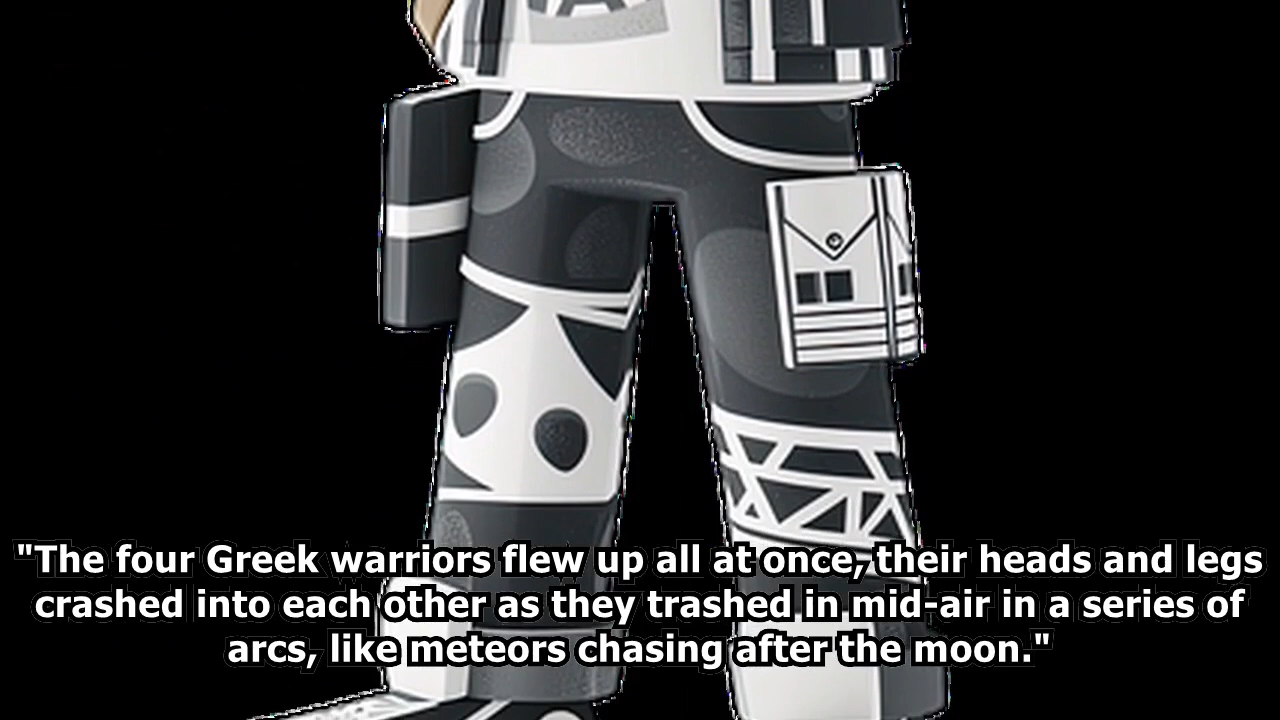 "The four Greek warriors flew up all at once, their heads and legs
crashed into each other as they trashed in mid-air in a series of
arcs, like meteors chasing after the moon."